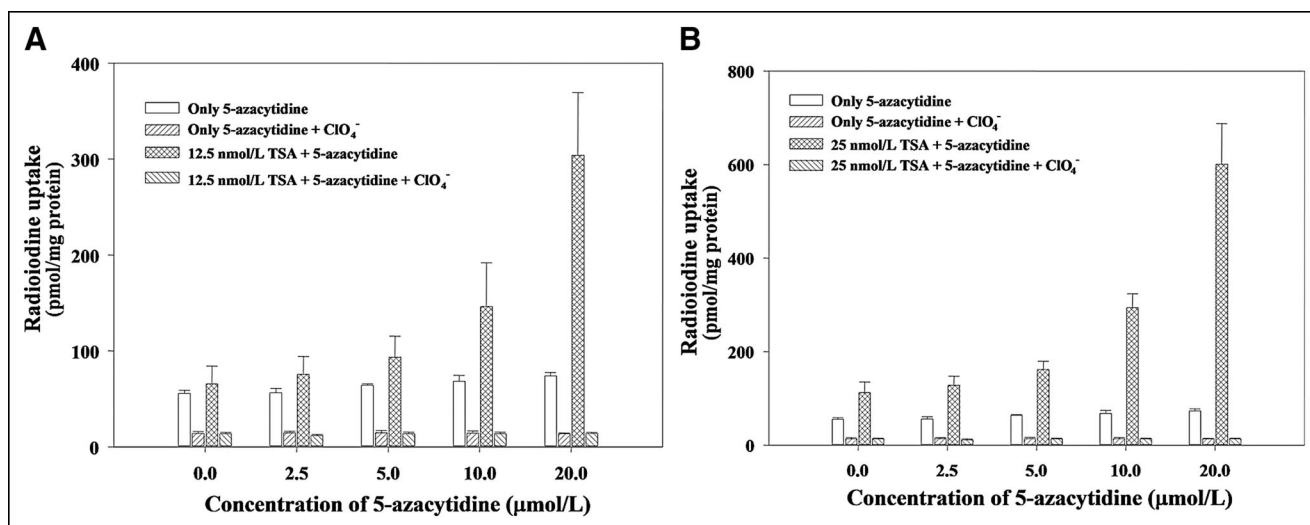 A
400
300
200
100
0
Radioiodine uptake
(pmol/mg protein)
Only 5-azacytidine
Only 5-azacytidine + ClO₄⁻
12.5 nmol/L TSA + 5-azacytidine
12.5 nmol/L TSA + 5-azacytidine + ClO₄⁻
0.0 2.5 5.0 10.0 20.0
Concentration of 5-azacytidine (μmol/L)
B
800
600
400
200
0
Radioiodine uptake
(pmol/mg protein)
Only 5-azacytidine
Only 5-azacytidine + ClO₄⁻
25 nmol/L TSA + 5-azacytidine
25 nmol/L TSA + 5-azacytidine + ClO₄⁻
0.0 2.5 5.0 10.0 20.0
Concentration of 5-azacytidine (μmol/L)